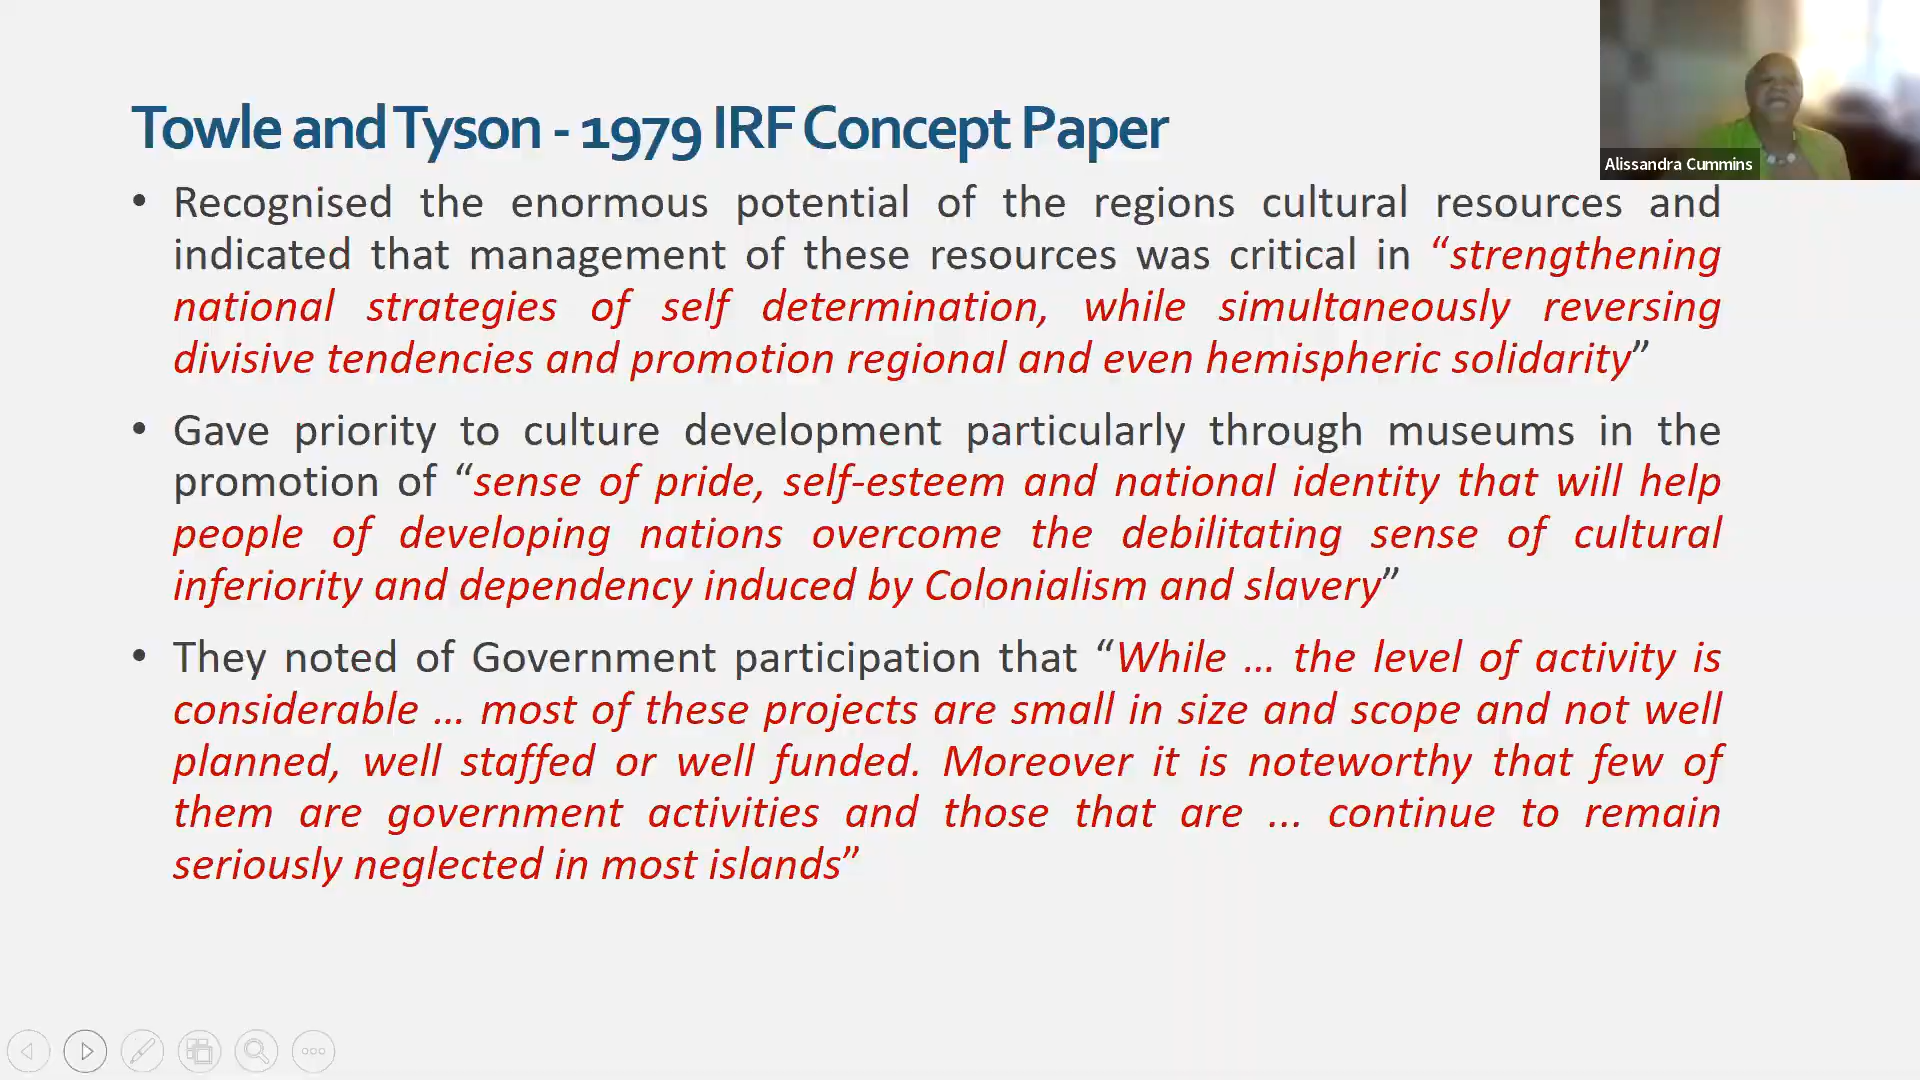 Towle and Tyson - 1979 IRF Concept Paper
Alissandra Cummins
• Recognised the enormous potential of the regions cultural resources and
indicated that management of these resources was critical in “strengthening
national strategies of self determination, while simultaneously reversing
divisive tendencies and promotion regional and even hemispheric solidarity”
• Gave priority to culture development particularly through museums in the
promotion of “sense of pride, self-esteem and national identity that will help
people of developing nations overcome the debilitating sense of cultural
inferiority and dependency induced by Colonialism and slavery”
• They noted of Government participation that “While ... the level of activity is
considerable ... most of these projects are small in size and scope and not well
planned, well staffed or well funded. Moreover it is noteworthy that few of
them are government activities and those that are ... continue to remain
seriously neglected in most islands”